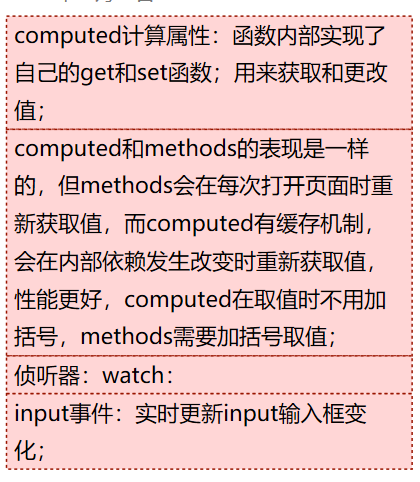 computed计算属性：函数内部实现了
自己的get和set函数；用来获取和更改
值；
computed和methods的表现是一样
的，但methods会在每次打开页面时重
新获取值，而computed有缓存机制，
会在内部依赖发生改变时重新获取值，
性能更好，computed在取值时不用加
括号，methods需要加括号取值；
侦听器：watch：
input事件：实时更新input输入框变
化；